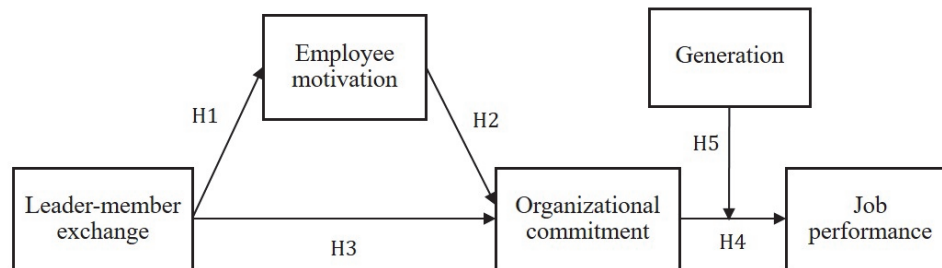 Employee
motivation
Generation
H1
H2
H5
Leader-member
exchange
H3
Organizational
commitment
H4
Job
performance